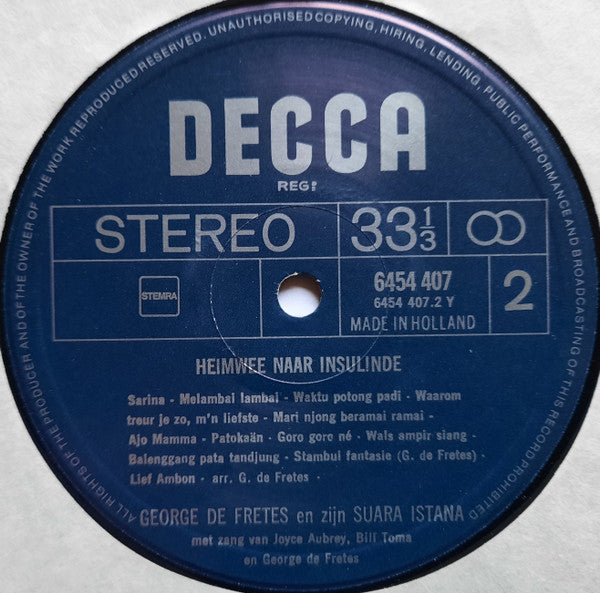 ALL RIGHTS OF THE PRODUCER AND OF THE OWNER OF THE WORK REPRODUCED RESERVED. UNAUTHORISED COPYING, HIRING, LENDING, PUBLIC PERFORMANCE AND BROADCASTING OF THIS RECORD PROHIBITED
DECCA
REGD
STEREO 33 1/3
STEMRA
6454 407
6454 407.2 Y
MADE IN HOLLAND
2
HEIMWEE NAAR INSULINDE
Sarina - Melambai lambai - Waktu potong padi - Waarom
treur je zo, m'n liefste - Mari njong beramai ramai -
Ajo Mamma - Patokaän - Goro gore né - Wals ampir siang -
Balenggang pata tandjung - Stambul fantasie (G. de Fretes) -
Lief Ambon - arr. G. de Fretes -
GEORGE DE FRETES en zijn SUARA ISTANA
met zang van Joyce Aubrey, Bill Toma
en George de Fretes